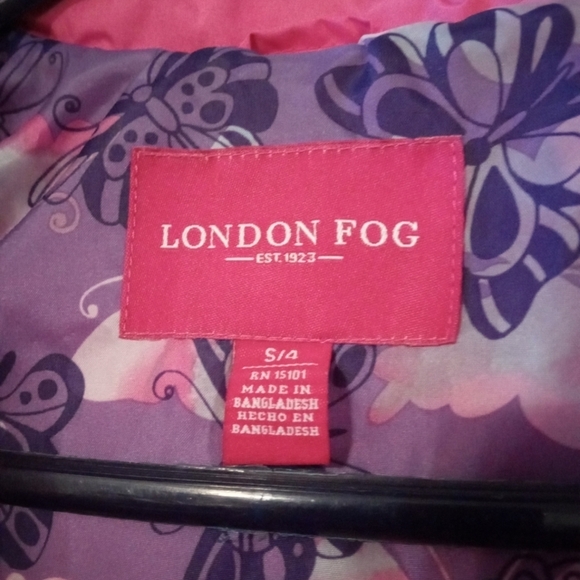 LONDON FOG
EST. 1923
S/4
RN 15101
MADE IN
BANGLADESH
HECHO EN
BANGLADESH